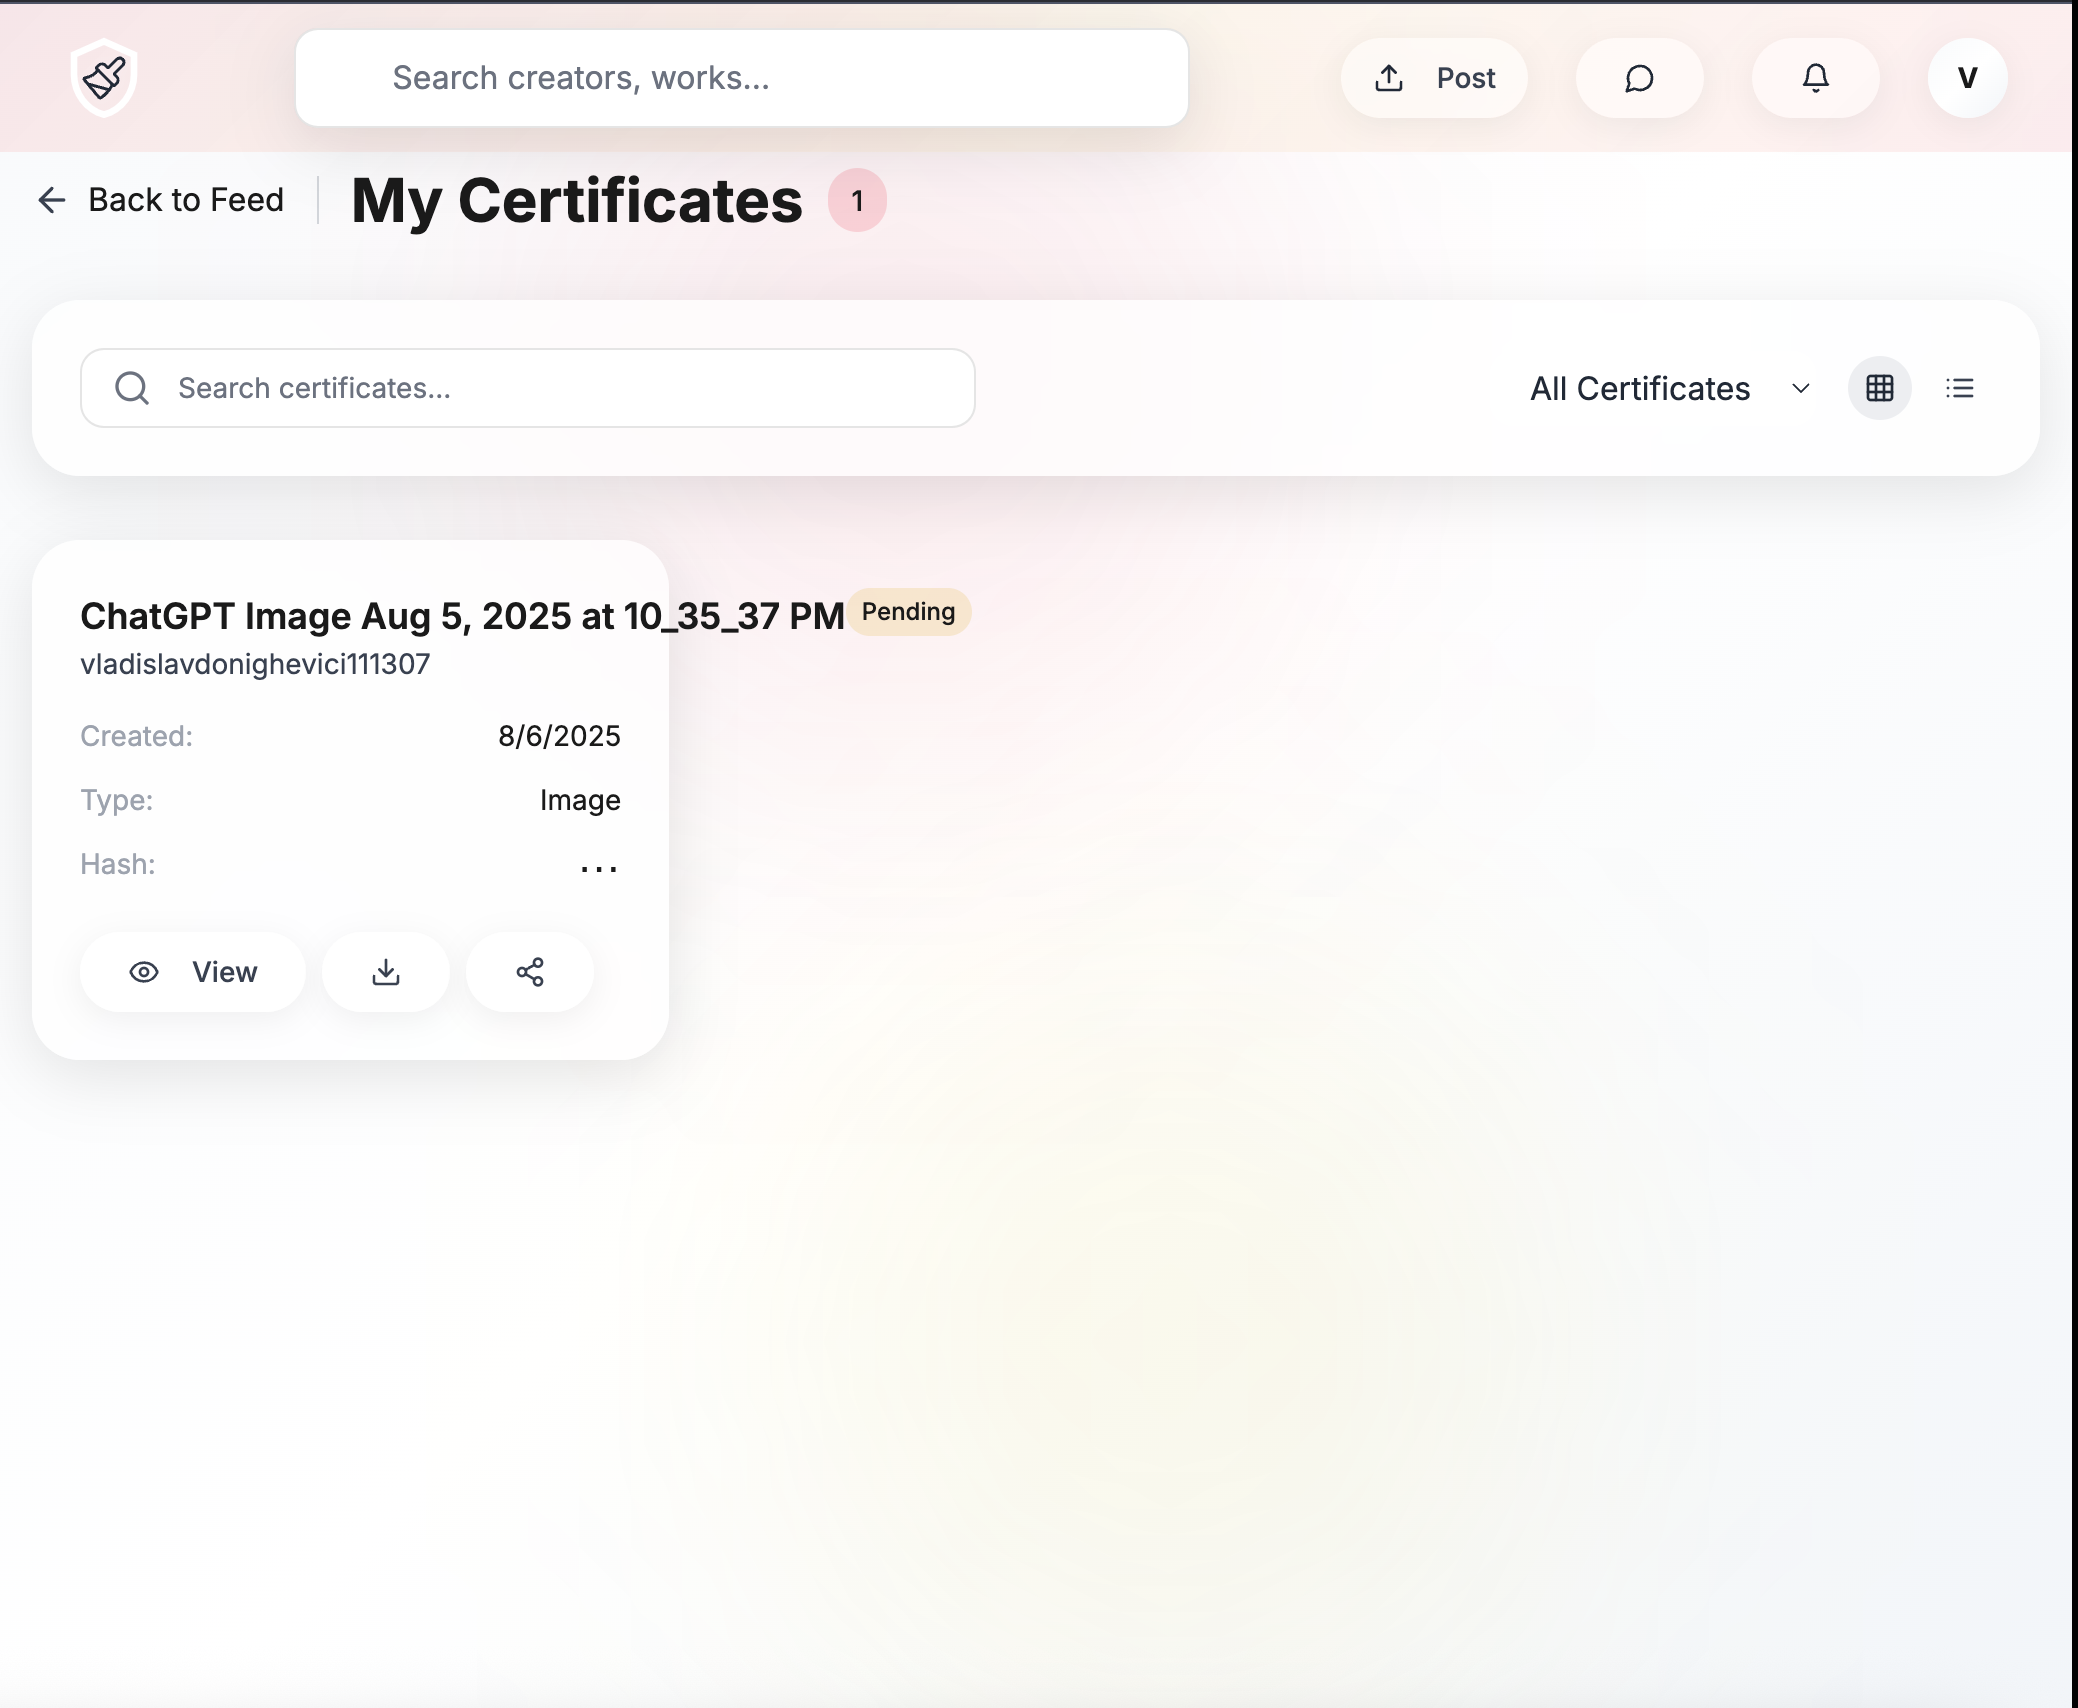 Search creators, works...
Post
V
Back to Feed
My Certificates
1
Search certificates...
All Certificates
ChatGPT Image Aug 5, 2025 at 10_35_37 PM
Pending
vladislavdonighevici111307
Created:
8/6/2025
Type:
Image
Hash:
...
View